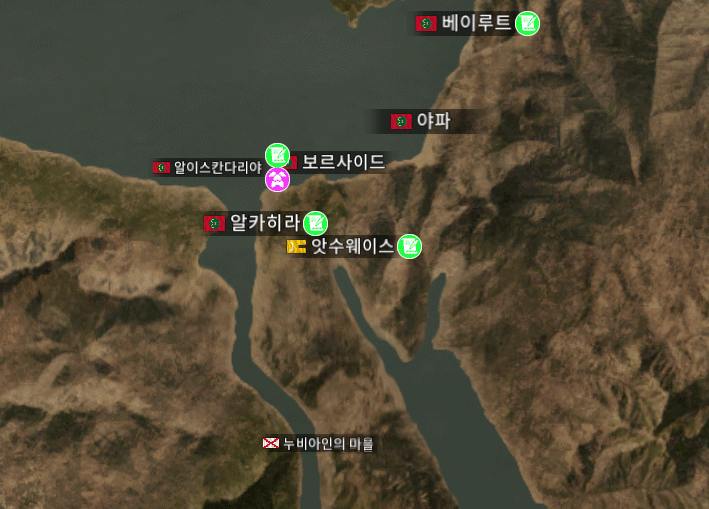 베이루트
야파
보르사이드
알이스칸다리야
알카히라
앗수웨이스
누비아인의 마을